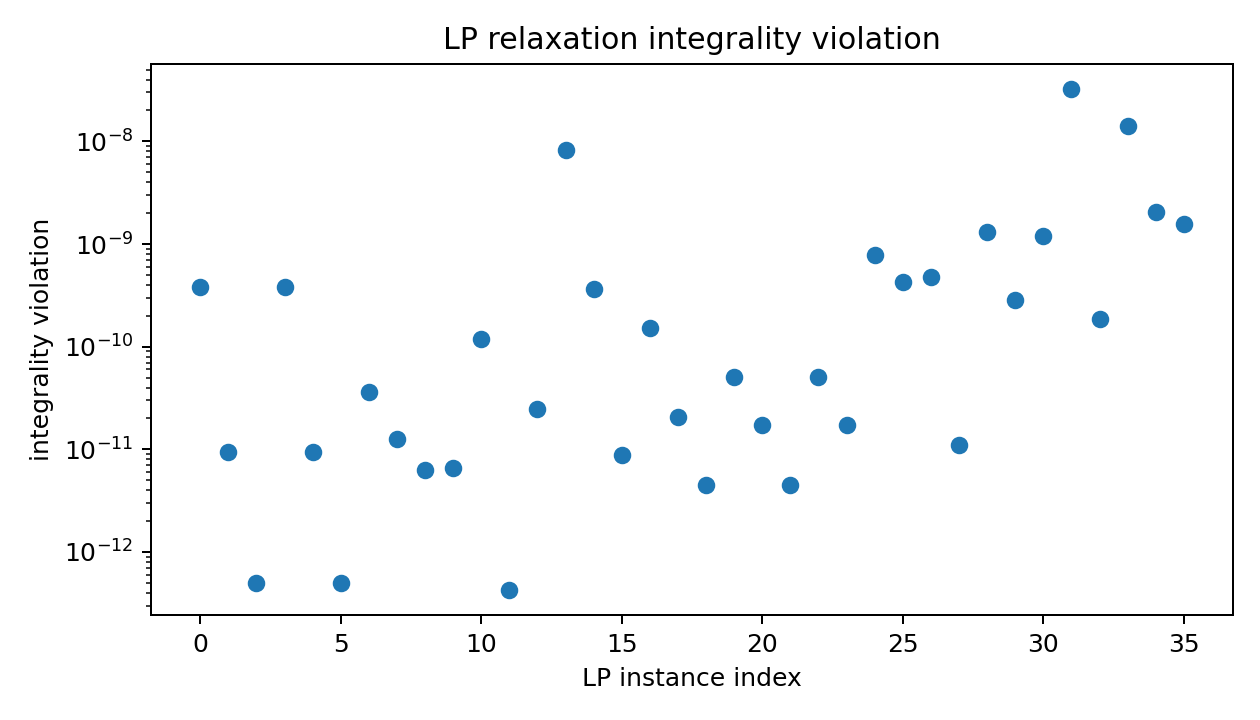 LP relaxation integrality violation
integrality violation
10⁻⁸
10⁻⁹
10⁻¹⁰
10⁻¹¹
10⁻¹²
0 5 10 15 20 25 30 35
LP instance index